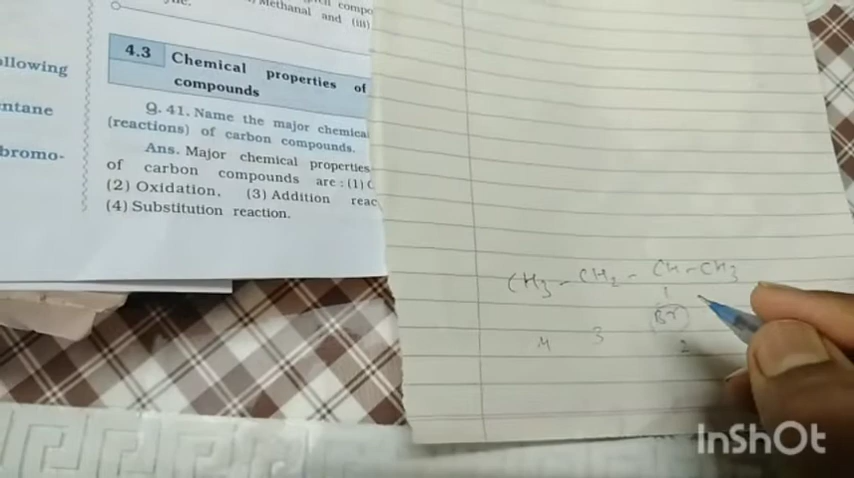 compo
Methanal and (iii)
4.3 Chemical properties of
compounds
Q. 41. Name the major chemical
(reactions) of carbon compounds.
Ans. Major chemical properties
of carbon compounds are : (1) C
(2) Oxidation. (3) Addition reac
(4) Substitution reaction.
llowing
ntane
bromo-
CH3 - CH2 - CH - CH3
Br
4 3 2
InShOt